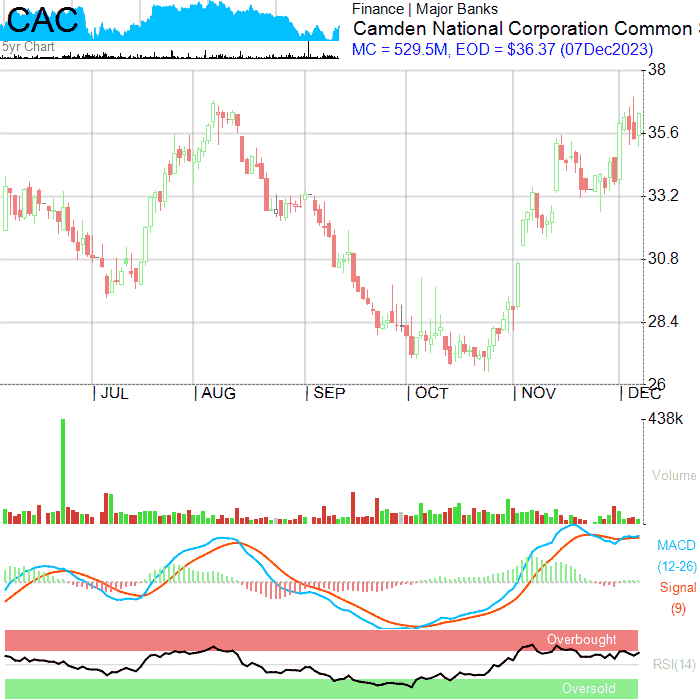 CAC
5yr Chart
Finance | Major Banks
Camden National Corporation Common
MC = 529.5M, EOD = $36.37 (07Dec2023)
38
35.6
33.2
30.8
28.4
26
| JUL | AUG | SEP | OCT | NOV | DEC
438k
Volume
MACD
(12-26)
Signal
(9)
Overbought
RSI(14)
Oversold